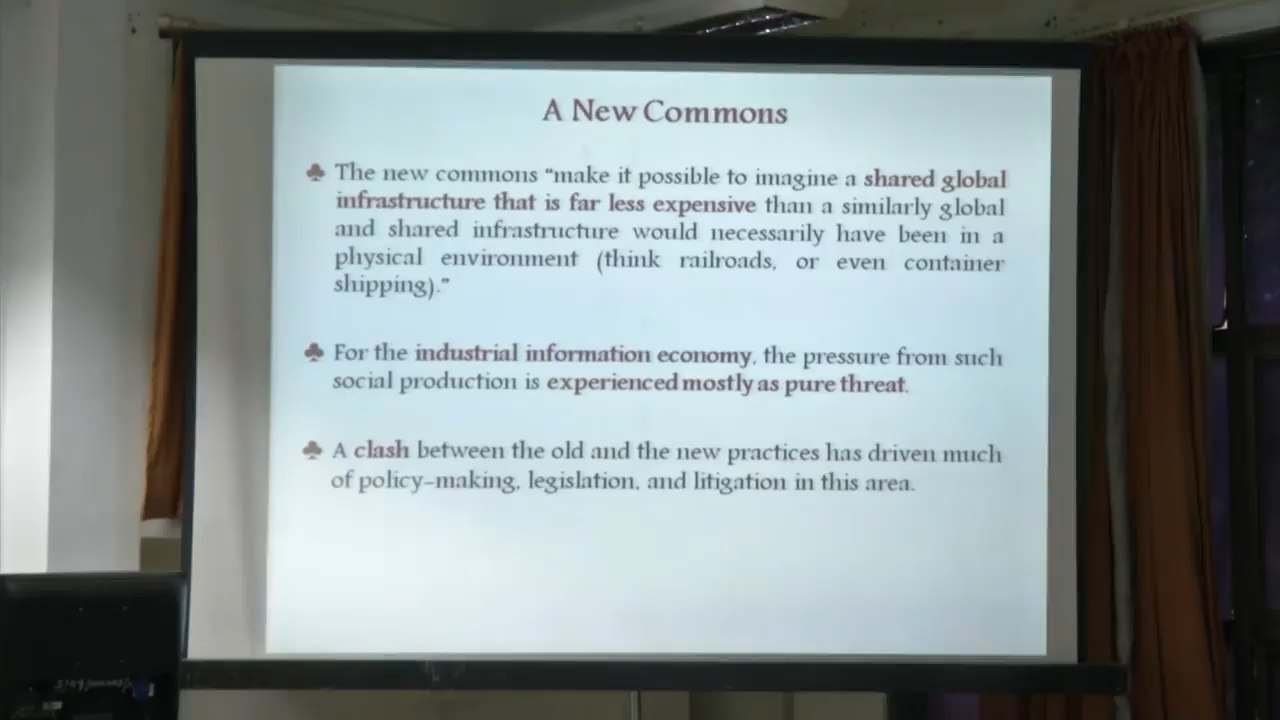 A New Commons
♣ The new commons “make it possible to imagine a shared global
infrastructure that is far less expensive than a similarly global
and shared infrastructure would necessarily have been in a
physical environment (think railroads, or even container
shipping).”
♣ For the industrial information economy, the pressure from such
social production is experienced mostly as pure threat.
♣ A clash between the old and the new practices has driven much
of policy-making, legislation, and litigation in this area.